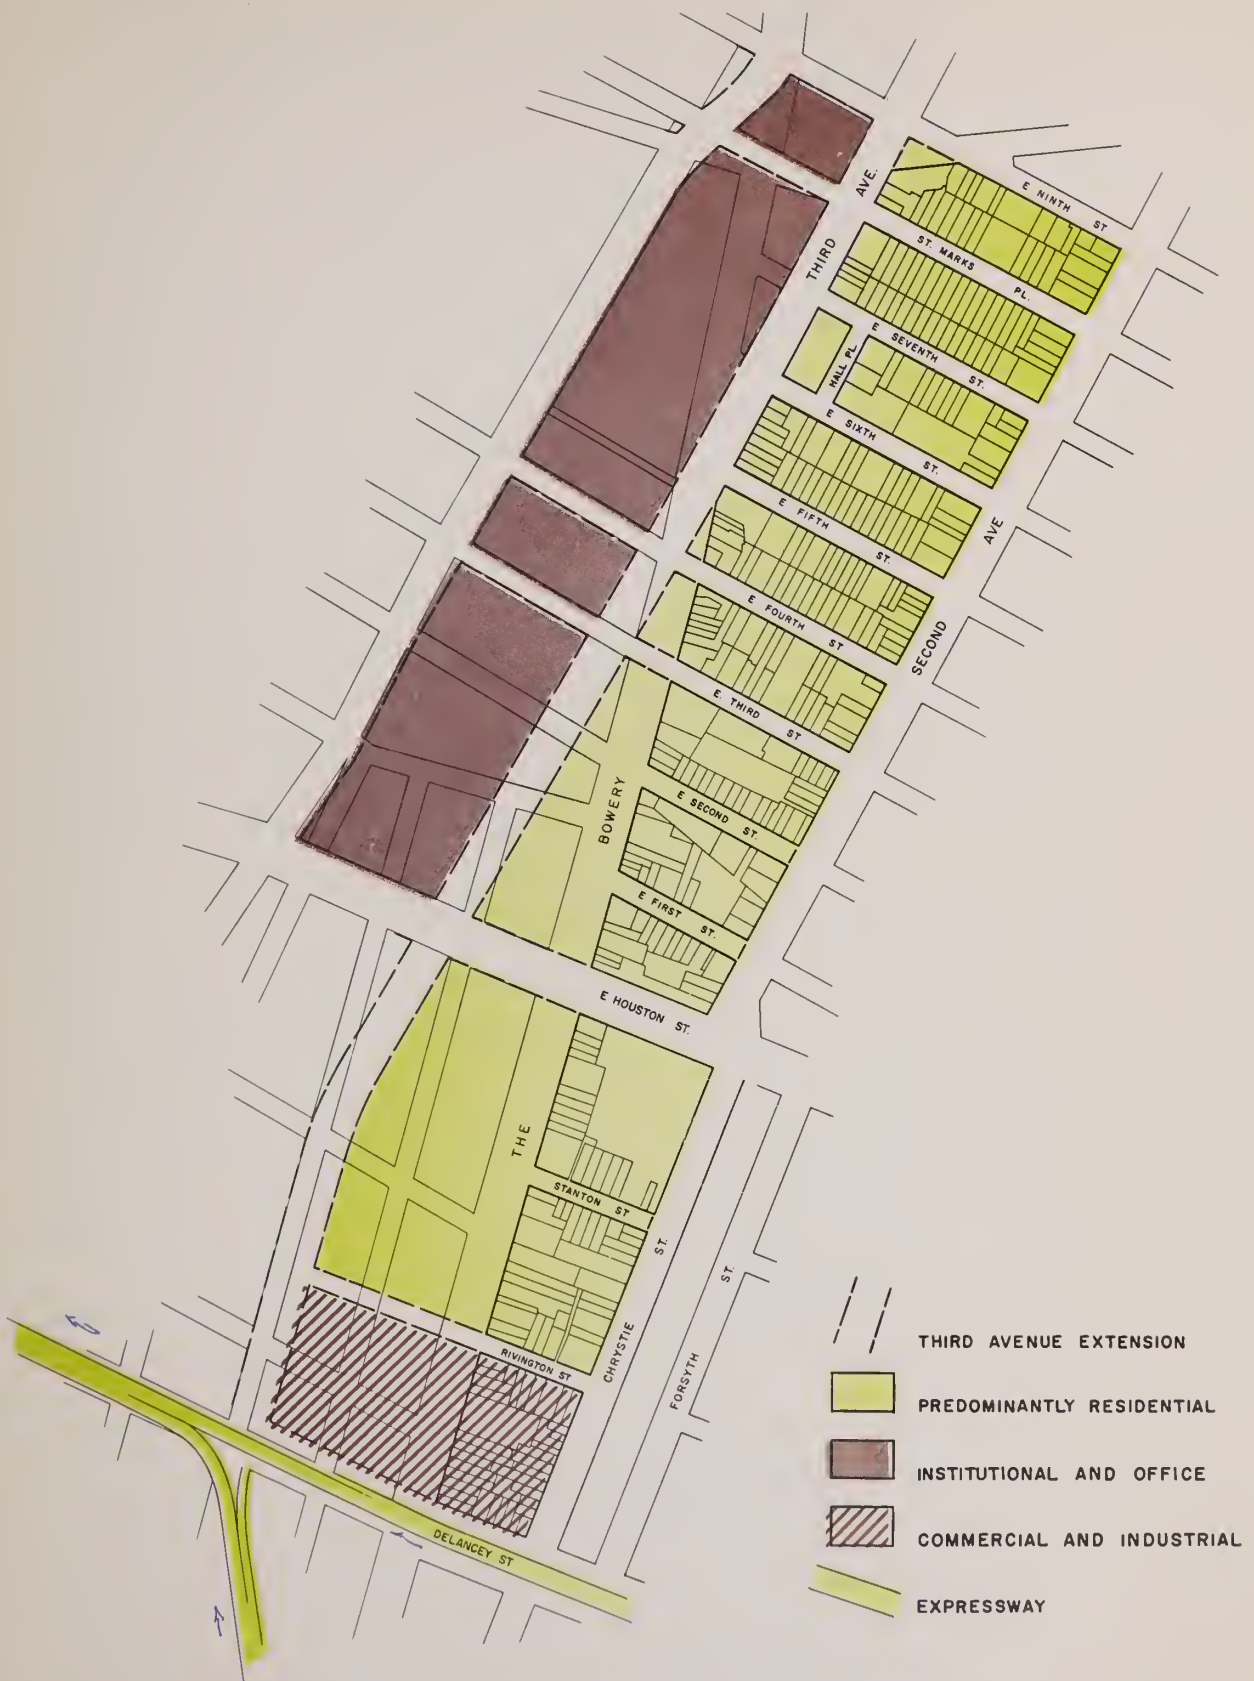 E NINTH ST
THIRD AVE.
ST. MARKS PL.
E SEVENTH ST.
HALL PL.
E SIXTH ST.
SECOND AVE
E FIFTH ST.
E FOURTH ST
E. THIRD ST
BOWERY
E SECOND ST.
E FIRST ST.
E HOUSTON ST.
THE
STANTON ST
CHRYSTIE ST.
FORSYTH ST.
RIVINGTON ST
DELANCEY ST
THIRD AVENUE EXTENSION
PREDOMINANTLY RESIDENTIAL
INSTITUTIONAL AND OFFICE
COMMERCIAL AND INDUSTRIAL
EXPRESSWAY